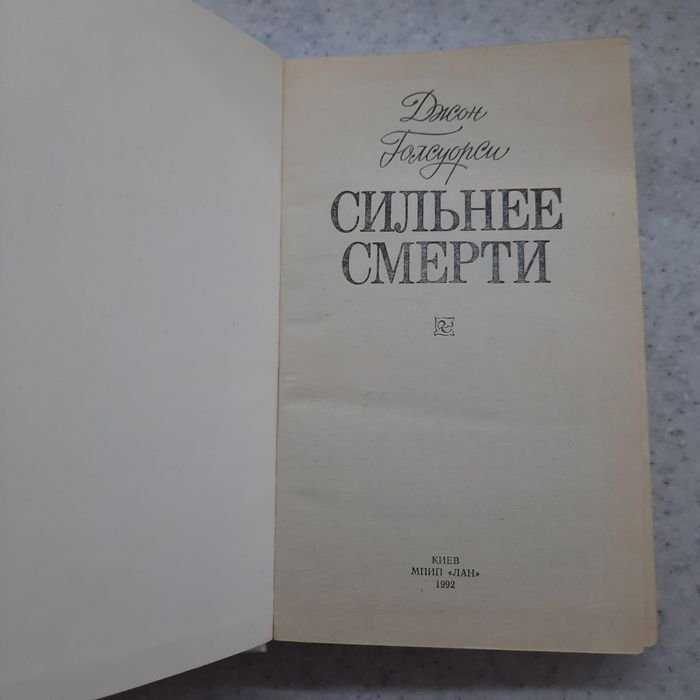 Джон
Голсуорси
СИЛЬНЕЕ
СМЕРТИ
КИЕВ
МПИП «ЛАН»
1992